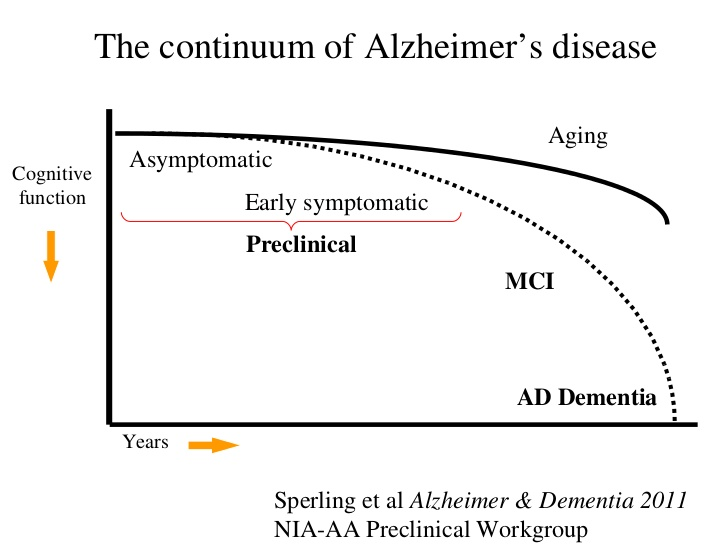 The continuum of Alzheimer’s disease
Aging
Asymptomatic
Cognitive
function
Early symptomatic
Preclinical
MCI
AD Dementia
Years
Sperling et al Alzheimer & Dementia 2011
NIA-AA Preclinical Workgroup